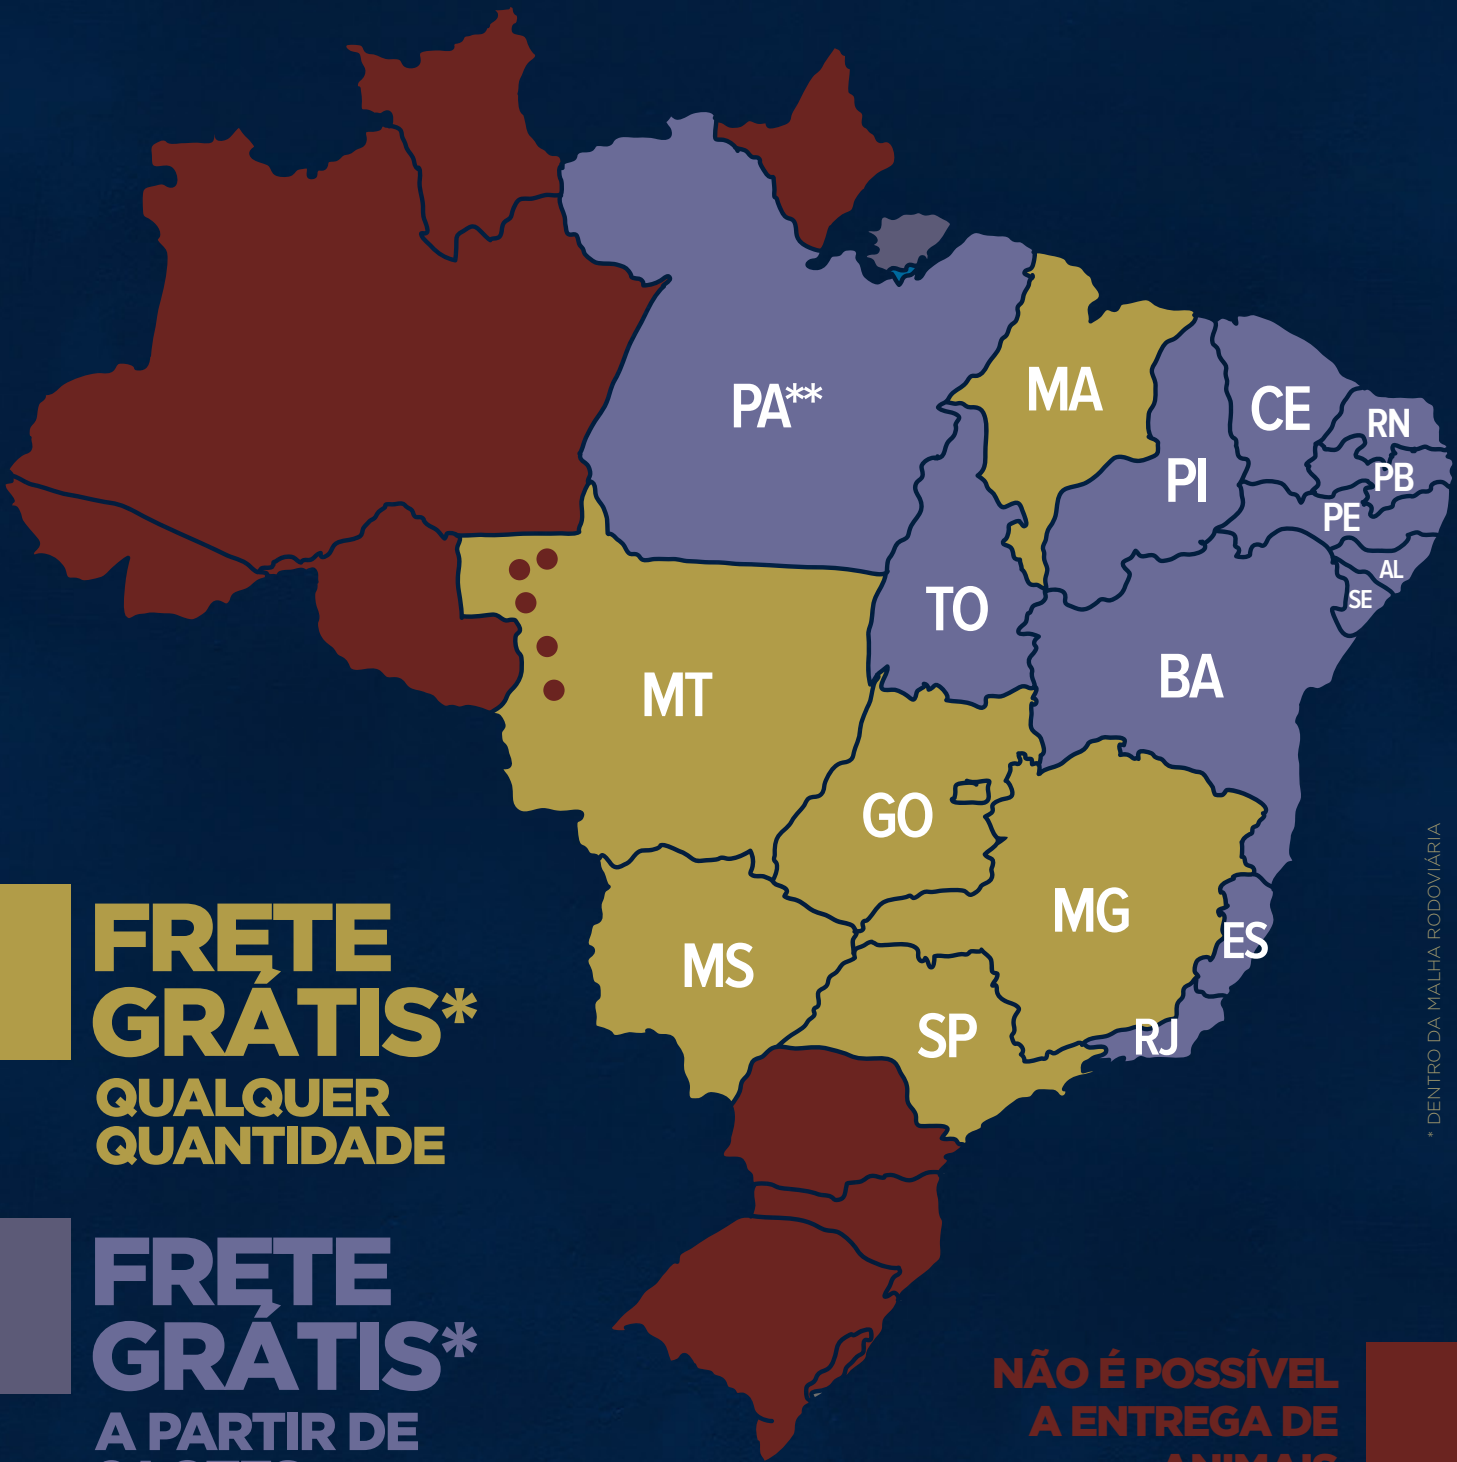 PA**
MA
CE
RN
PI
PB
PE
AL
SE
TO
BA
MT
GO
MG
ES
MS
SP
RJ
FRETE
GRÁTIS*
QUALQUER
QUANTIDADE
FRETE
GRÁTIS*
A PARTIR DE
NÃO É POSSÍVEL
A ENTREGA DE
ANIMAIS
* DENTRO DA MALHA RODOVIÁRIA